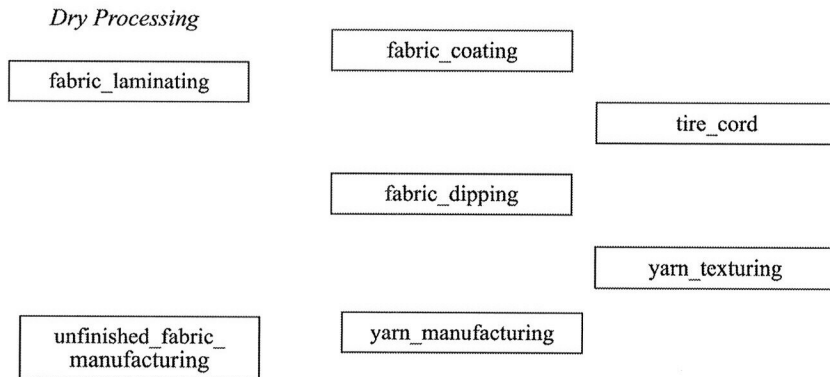 Dry Processing
fabric_coating
fabric_laminating
tire_cord
fabric_dipping
yarn_texturing
yarn_manufacturing
unfinished_fabric_
manufacturing